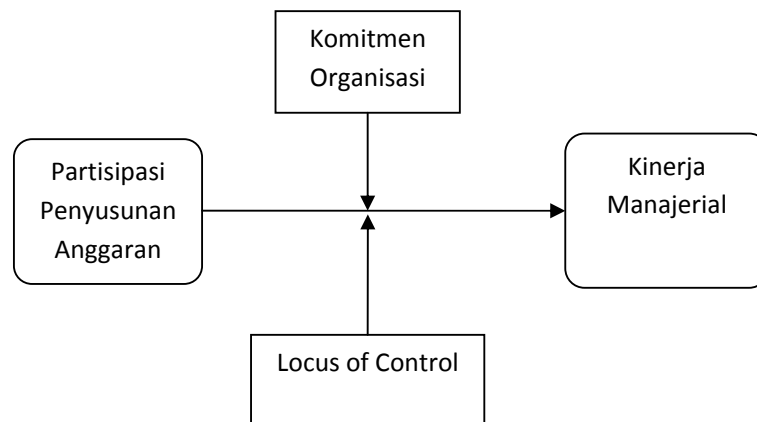 Komitmen
Organisasi
Partisipasi
Penyusunan
Anggaran
Kinerja
Manajerial
Locus of Control